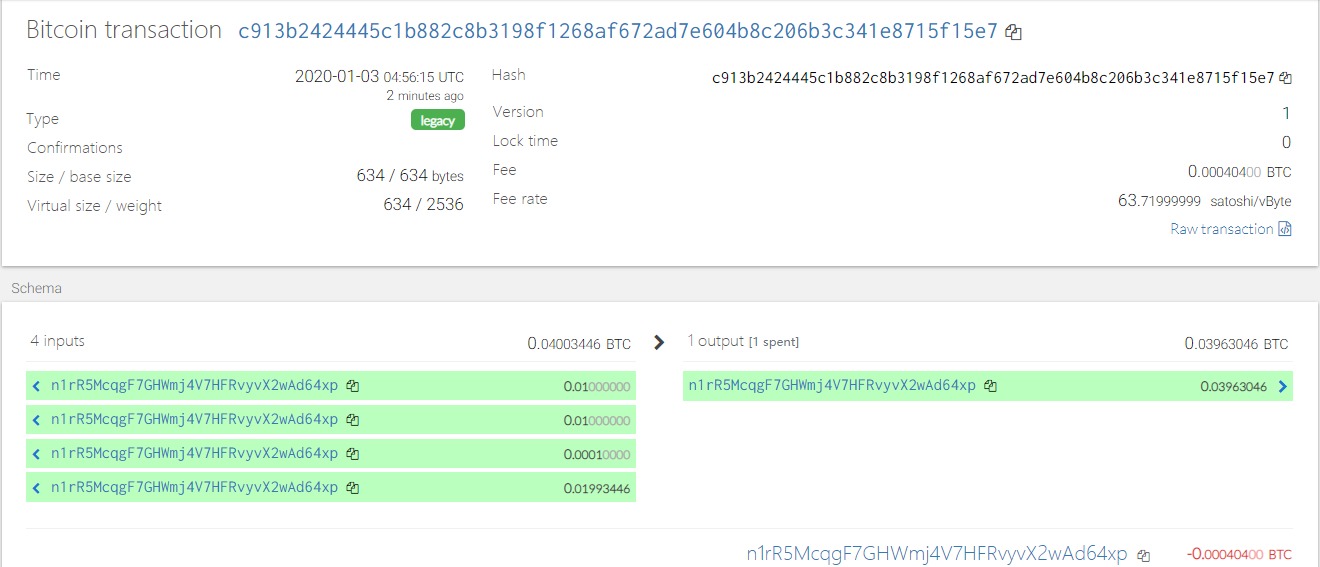 Bitcoin transaction c913b2424445c1b882c8b3198f1268af672ad7e604b8c206b3c341e8715f15e7
Time 2020-01-03 04:56:15 UTC
2 minutes ago
Type legacy
Confirmations
Size / base size 634 / 634 bytes
Virtual size / weight 634 / 2536
Hash c913b2424445c1b882c8b3198f1268af672ad7e604b8c206b3c341e8715f15e7
Version 1
Lock time 0
Fee 0.00040400 BTC
Fee rate 63.71999999 satoshi/vByte
Raw transaction
Schema
4 inputs 0.04003446 BTC
n1rR5McqgF7GHWmj4V7HFRvyvX2wAd64xp 0.01000000
n1rR5McqgF7GHWmj4V7HFRvyvX2wAd64xp 0.01000000
n1rR5McqgF7GHWmj4V7HFRvyvX2wAd64xp 0.00010000
n1rR5McqgF7GHWmj4V7HFRvyvX2wAd64xp 0.01993446
1 output [1 spent] 0.03963046 BTC
n1rR5McqgF7GHWmj4V7HFRvyvX2wAd64xp 0.03963046
n1rR5McqgF7GHWmj4V7HFRvyvX2wAd64xp -0.00040400 BTC